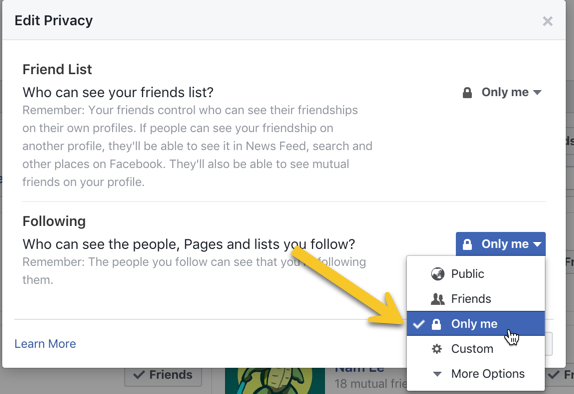 Edit Privacy
Friend List
Who can see your friends list?
Only me
Remember: Your friends control who can see their friendships
on their own profiles. If people can see your friendship on
another profile, they'll be able to see it in News Feed, search and
other places on Facebook. They'll also be able to see mutual
friends on your profile.
Following
Who can see the people, Pages and lists you follow?
Only me
Remember: The people you follow can see that you following
them.
Public
Friends
Only me
Custom
More Options
Learn More
Friends
18 mutual